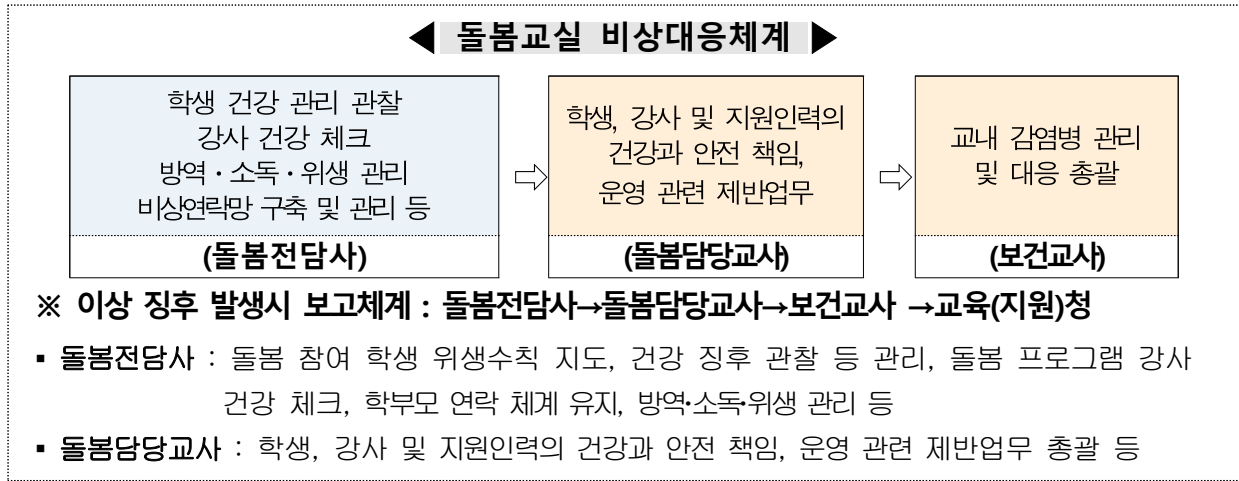 ◀ 돌봄교실 비상대응체계 ▶
학생 건강 관리 관찰
강사 건강 체크
방역·소독·위생 관리
비상연락망 구축 및 관리 등
(돌봄전담사)
⇨
학생, 강사 및 지원인력의
건강과 안전 책임,
운영 관련 제반업무
(돌봄담당교사)
⇨
교내 감염병 관리
및 대응 총괄
(보건교사)
※ 이상 징후 발생시 보고체계 : 돌봄전담사→돌봄담당교사→보건교사 →교육(지원)청
▪ 돌봄전담사 : 돌봄 참여 학생 위생수칙 지도, 건강 징후 관찰 등 관리, 돌봄 프로그램 강사
건강 체크, 학부모 연락 체계 유지, 방역·소독·위생 관리 등
▪ 돌봄담당교사 : 학생, 강사 및 지원인력의 건강과 안전 책임, 운영 관련 제반업무 총괄 등